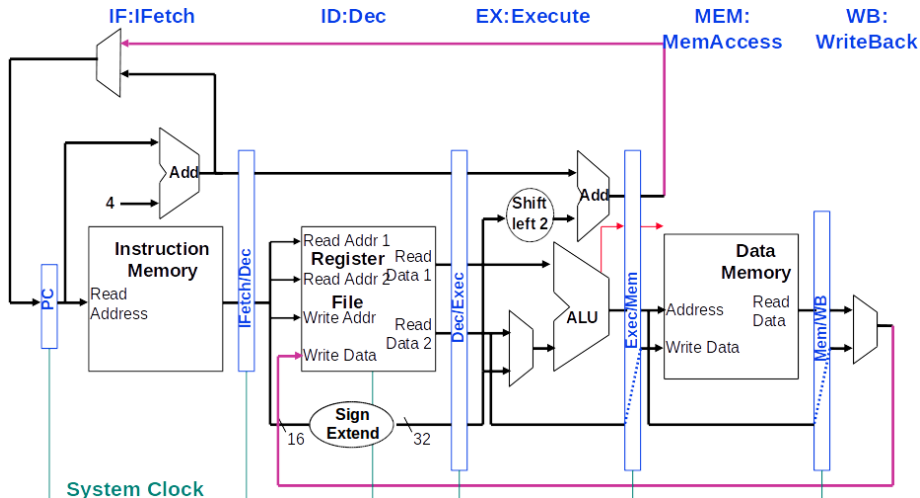 IF:IFetch
ID:Dec
EX:Execute
MEM:
MemAccess
WB:
WriteBack
Add
4
Add
Shift
left 2
Instruction
Memory
Read
Address
PC
IFetch/Dec
Read Addr 1
Register
Read Addr 2
File
Write Addr
Write Data
Read
Data 1
Read
Data 2
Dec/Exec
ALU
Exec/Mem
Data
Memory
Address
Read
Data
Write Data
Mem/WB
16
Sign
Extend
32
System Clock